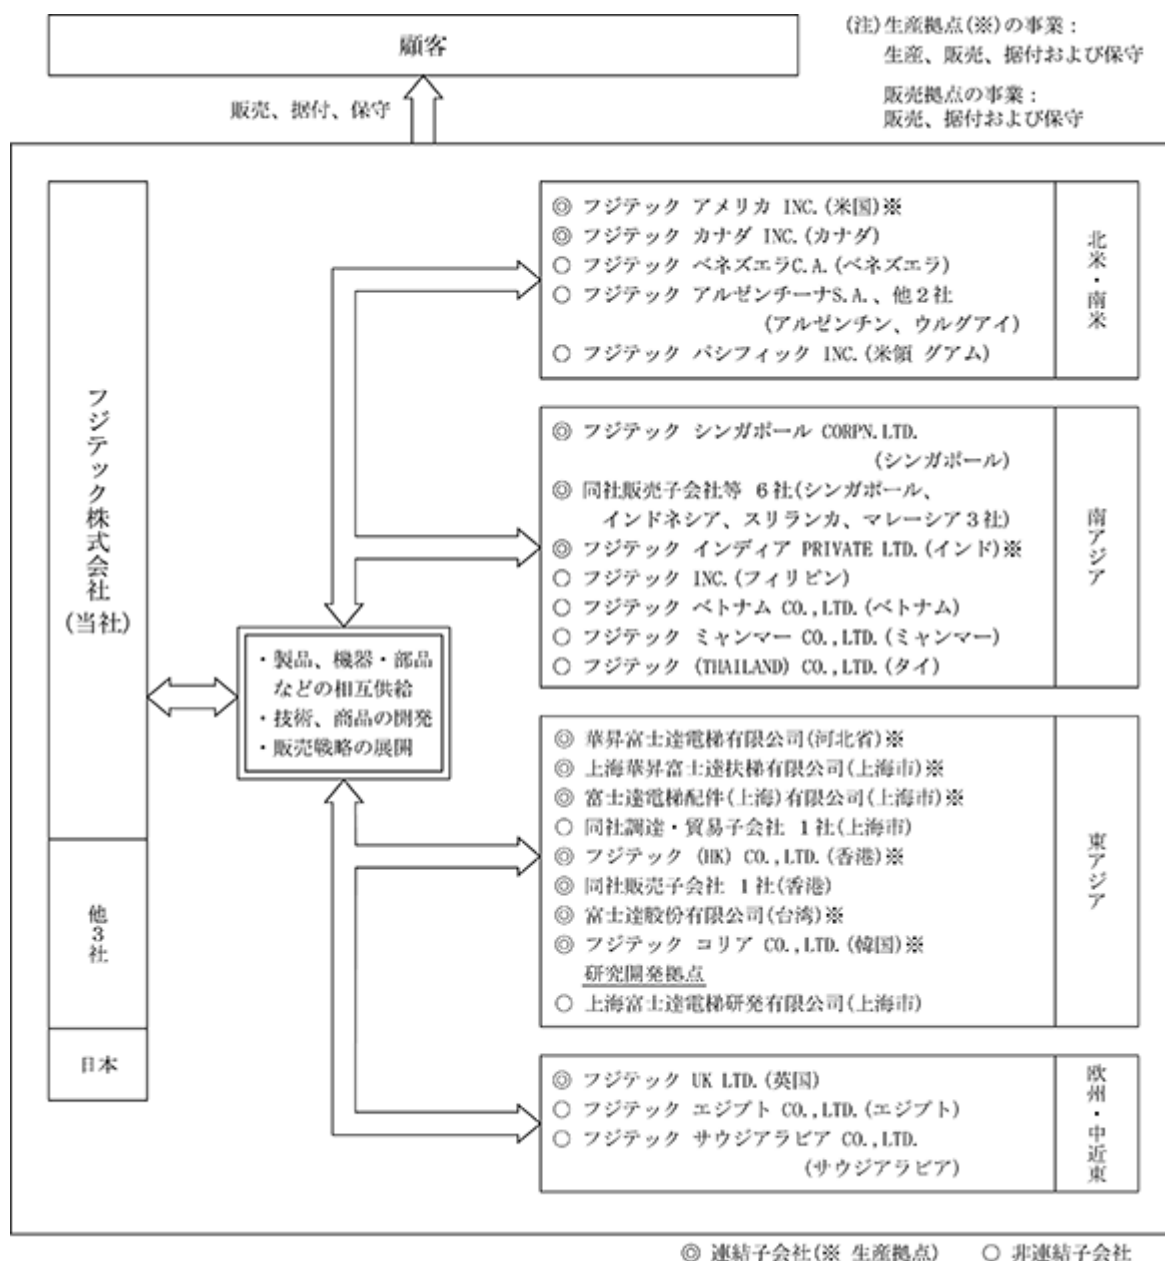 顧客
(注)生産拠点(※)の事業：
生産、販売、据付および保守
販売拠点の事業：
販売、据付および保守
販売、据付、保守
フジテック株式会社
(当社)
他3社
日本
・製品、機器・部品
などの相互供給
・技術、商品の開発
・販売戦略の展開
◎ フジテック アメリカ INC.(米国)※
◎ フジテック カナダ INC.(カナダ)
○ フジテック ベネズエラC.A.(ベネズエラ)
○ フジテック アルゼンチーナS.A.、他2社
(アルゼンチン、ウルグアイ)
○ フジテック パシフィック INC.(米領 グアム)
北米・南米
◎ フジテック シンガポール CORPN.LTD.
(シンガポール)
◎ 同社販売子会社等 6社(シンガポール、
インドネシア、スリランカ、マレーシア3社)
◎ フジテック インディア PRIVATE LTD.(インド)※
○ フジテック INC.(フィリピン)
○ フジテック ベトナム CO.,LTD.(ベトナム)
○ フジテック ミャンマー CO.,LTD.(ミャンマー)
○ フジテック (THAILAND) CO.,LTD.(タイ)
南アジア
◎ 華昇富士達電梯有限公司(河北省)※
◎ 上海華昇富士達扶梯有限公司(上海市)※
◎ 富士達電梯配件(上海)有限公司(上海市)※
○ 同社調達・貿易子会社 1社(上海市)
◎ フジテック (HK) CO.,LTD.(香港)※
◎ 同社販売子会社 1社(香港)
◎ 富士達股份有限公司(台湾)※
◎ フジテック コリア CO.,LTD.(韓国)※
研究開発拠点
○ 上海富士達電梯研発有限公司(上海市)
東アジア
◎ フジテック UK LTD.(英国)
○ フジテック エジプト CO.,LTD.(エジプト)
○ フジテック サウジアラビア CO.,LTD.
(サウジアラビア)
欧州・中近東
◎ 連結子会社(※ 生産拠点) ○ 非連結子会社